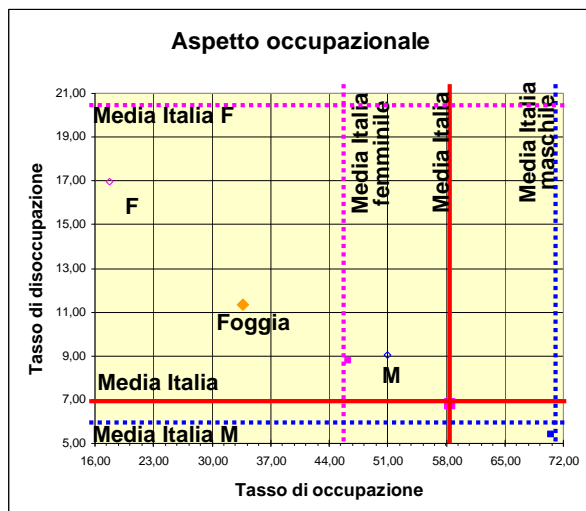 Aspetto occupazionale
Tasso di disoccupazione
21,00
19,00
17,00
15,00
13,00
11,00
9,00
7,00
5,00
Media Italia F
Media Italia
femminile
Media Italia
Media Italia
maschile
F
Foggia
M
Media Italia
Media Italia M
16,00 23,00 30,00 37,00 44,00 51,00 58,00 65,00 72,00
Tasso di occupazione